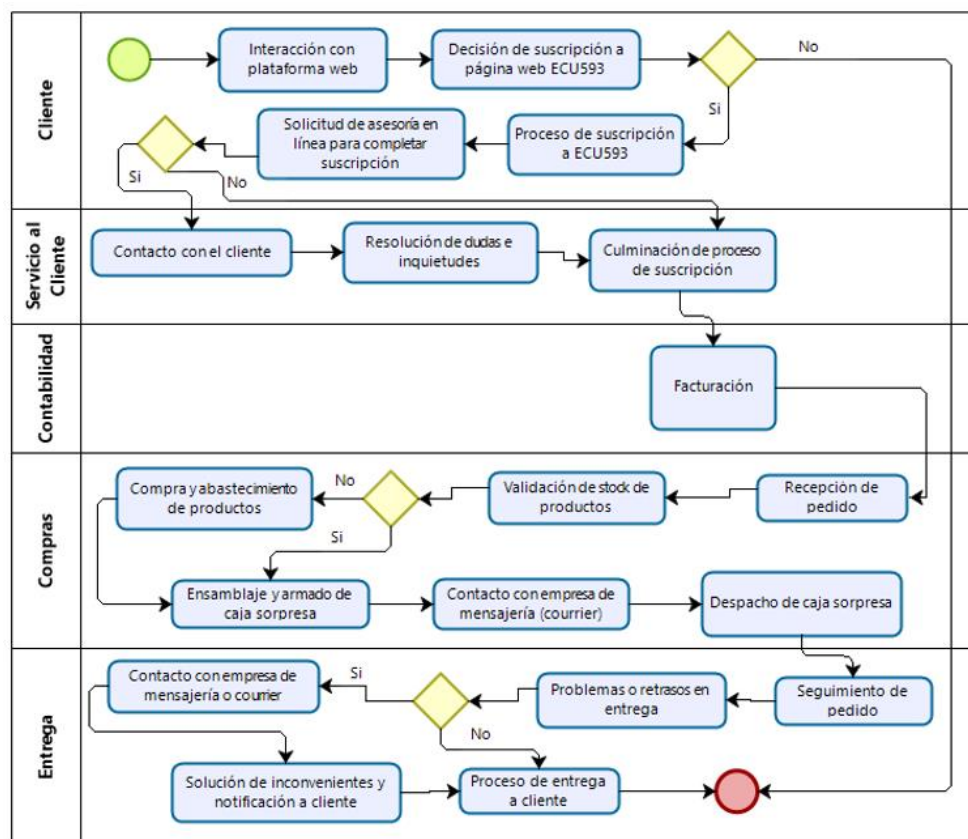 Cliente
Interacción con
plataforma web
Decisión de suscripción a
página web ECU593
No
Si
Solicitud de asesoría en
línea para completar
suscripción
Proceso de suscripción
a ECU593
Si
No
Servicio al
Cliente
Contacto con el cliente
Resolución de dudas e
inquietudes
Culminación de proceso
de suscripción
Contabilidad
Facturación
Compras
Compra y abastecimiento
de productos
No
Validación de stock de
productos
Recepción de
pedido
Si
Ensamblaje y armado de
caja sorpresa
Contacto con empresa de
mensajería (courrier)
Despacho de caja sorpresa
Entrega
Contacto con empresa de
mensajería o courrier
Si
Problemas o retrasos en
entrega
Seguimiento de
pedido
No
Solución de inconvenientes y
notificación a cliente
Proceso de entrega
a cliente